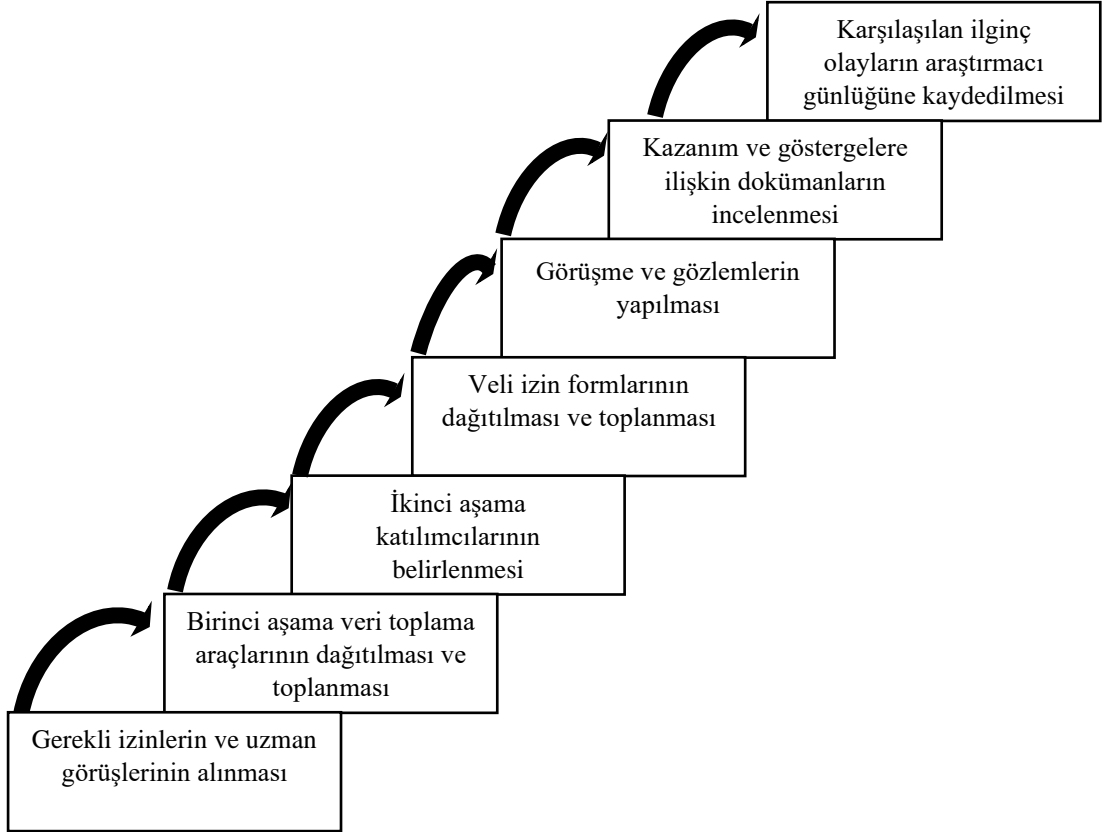 Karşılaşılan ilginç
olayların araştırmacı
günlüğüne kaydedilmesi
Kazanım ve göstergelere
ilişkin dokümanların
incelenmesi
Görüşme ve gözlemlerin
yapılması
Veli izin formlarının
dağıtılması ve toplanması
İkinci aşama
katılımcılarının
belirlenmesi
Birinci aşama veri toplama
araçlarının dağıtılması ve
toplanması
Gerekli izinlerin ve uzman
görüşlerinin alınması